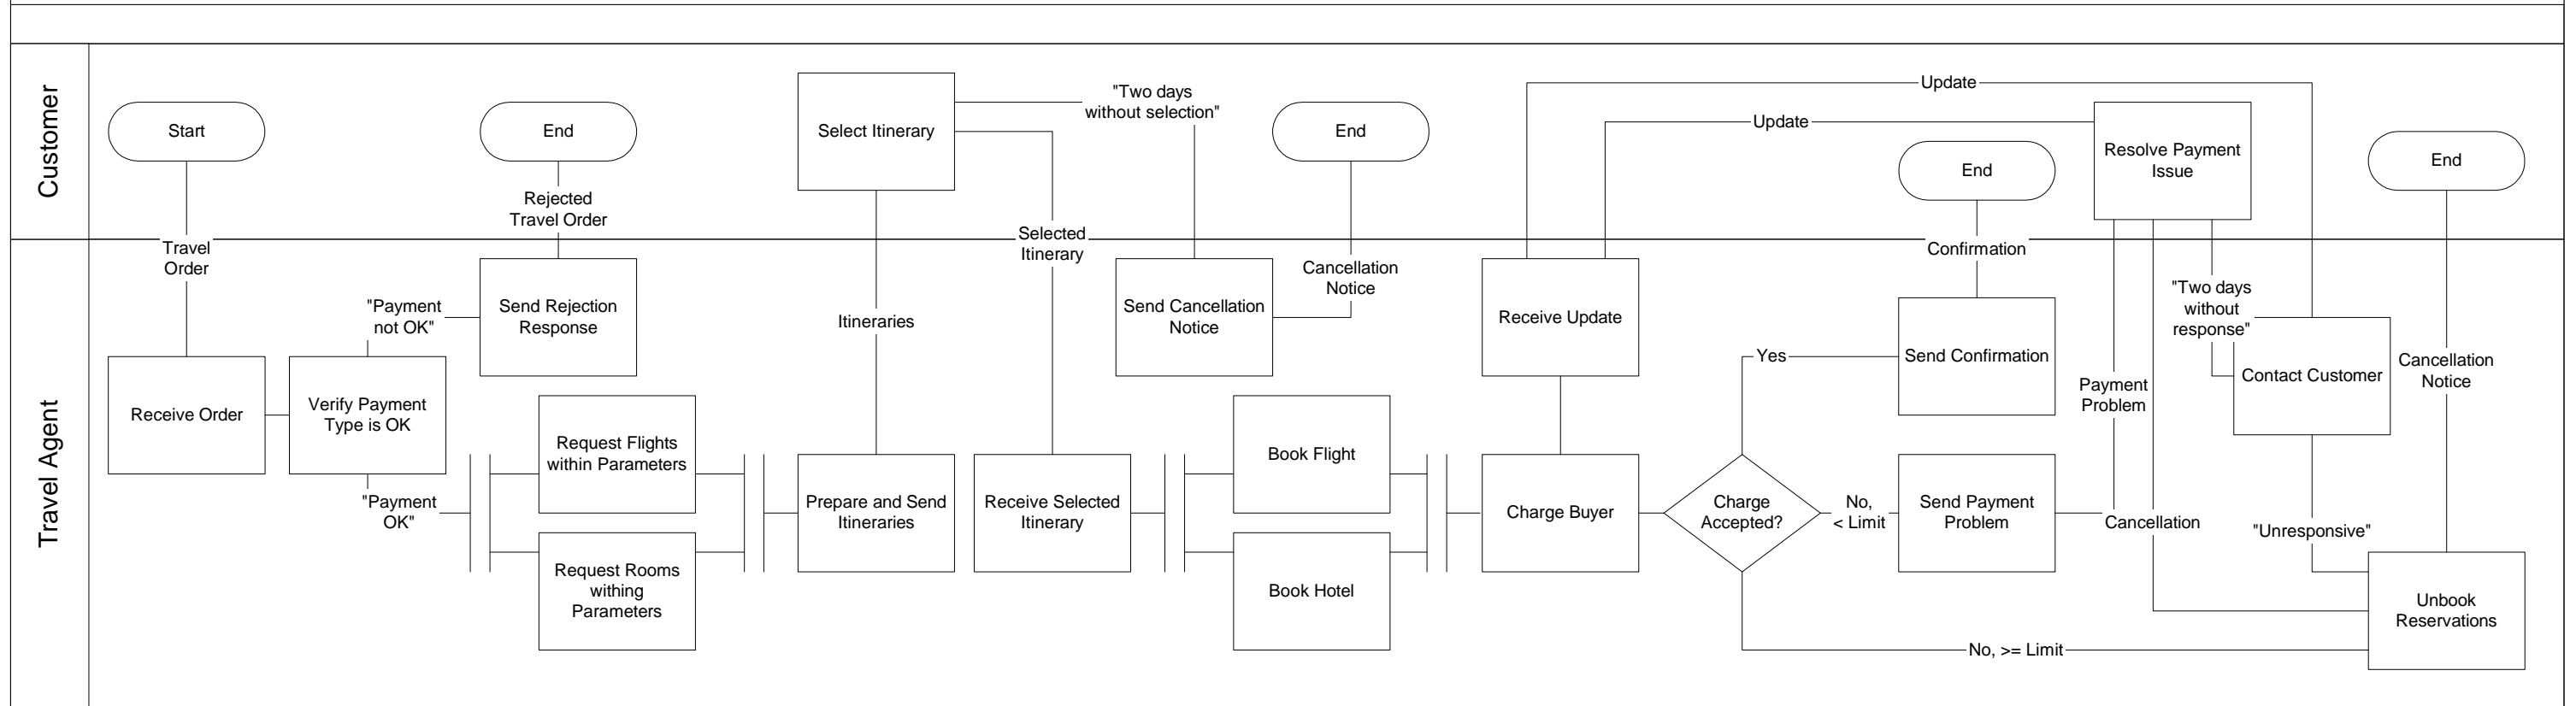 Customer
Start
End
Rejected
Travel Order
Select Itinerary
"Two days
without selection"
End
Update
Update
Resolve Payment
Issue
End
End
Travel Agent
Travel
Order
Selected
Itinerary
Confirmation
Send Rejection
Response
"Payment
not OK"
Itineraries
Send Cancellation
Notice
Cancellation
Notice
Receive Update
Yes
Send Confirmation
"Two days
without
response"
Contact Customer
Cancellation
Notice
Payment
Problem
Receive Order
Verify Payment
Type is OK
"Payment
OK"
Request Flights
within Parameters
Request Rooms
withing
Parameters
Prepare and Send
Itineraries
Receive Selected
Itinerary
Book Flight
Book Hotel
Charge Buyer
Charge
Accepted?
No,
< Limit
Send Payment
Problem
Cancellation
"Unresponsive"
Unbook
Reservations
No, >= Limit